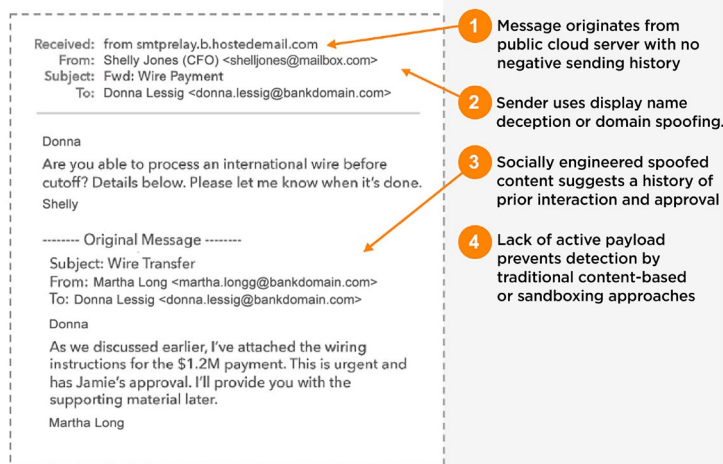 Received: from smtprelay.b.hostedemail.com
From: Shelly Jones (CFO) <shelljones@mailbox.com>
Subject: Fwd: Wire Payment
To: Donna Lessig <donna.lessig@bankdomain.com>
Donna
Are you able to process an international wire before
cutoff? Details below. Please let me know when it's done.
Shelly
-------- Original Message --------
Subject: Wire Transfer
From: Martha Long <martha.longg@bankdomain.com>
To: Donna Lessig <donna.lessig@bankdomain.com>
Donna
As we discussed earlier, I've attached the wiring
instructions for the $1.2M payment. This is urgent and
has Jamie's approval. I'll provide you with the
supporting material later.
Martha Long
1 Message originates from
public cloud server with no
negative sending history
2 Sender uses display name
deception or domain spoofing.
3 Socially engineered spoofed
content suggests a history of
prior interaction and approval
4 Lack of active payload
prevents detection by
traditional content-based
or sandboxing approaches